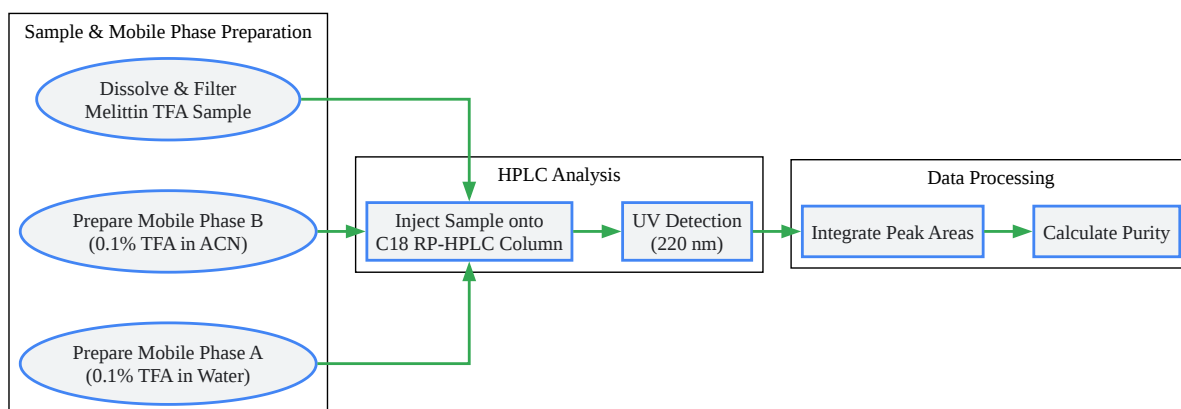 Sample & Mobile Phase Preparation
Dissolve & Filter
Melittin TFA Sample
Prepare Mobile Phase B
(0.1% TFA in ACN)
Prepare Mobile Phase A
(0.1% TFA in Water)
HPLC Analysis
Inject Sample onto
C18 RP-HPLC Column
UV Detection
(220 nm)
Data Processing
Integrate Peak Areas
Calculate Purity